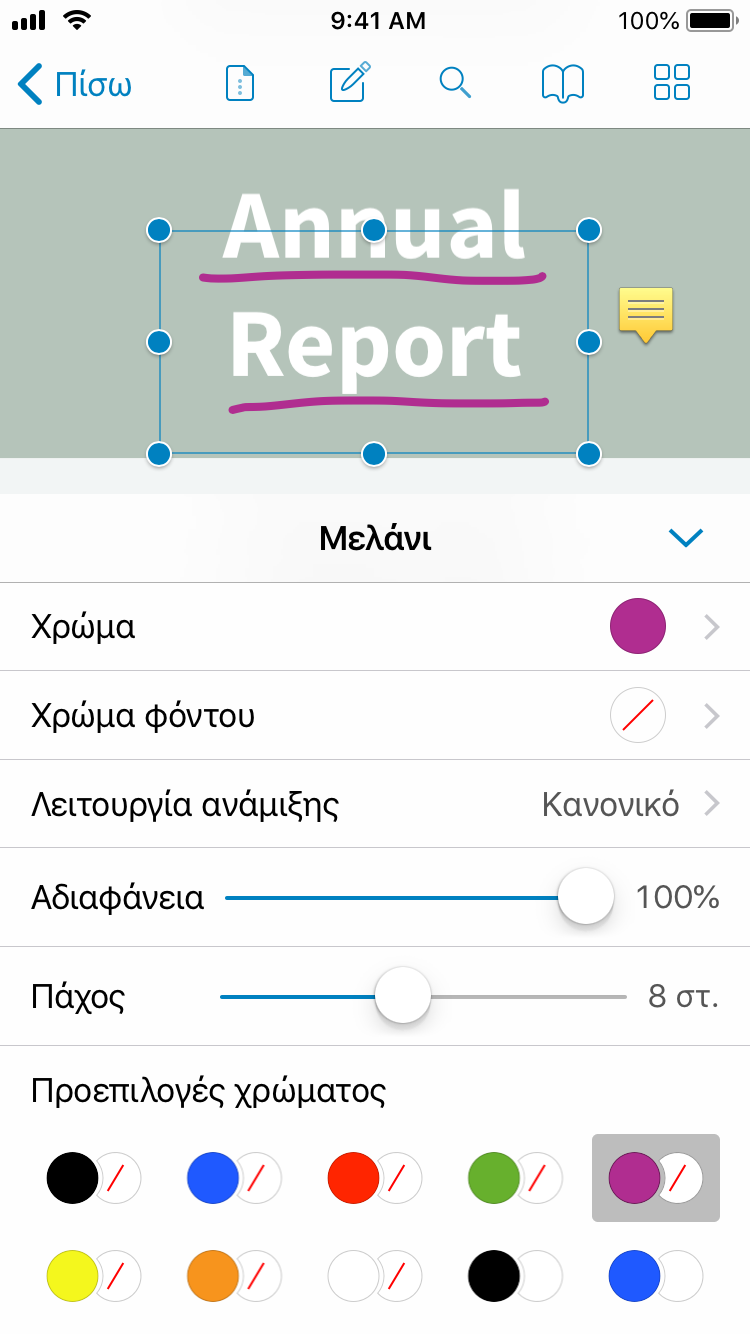 9:41 AM 100%
Πίσω
Annual
Report
Μελάνι
Χρώμα
Χρώμα φόντου
Λειτουργία ανάμιξης Κανονικό
Αδιαφάνεια 100%
Πάχος 8 στ.
Προεπιλογές χρώματος